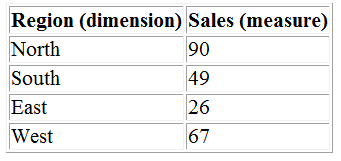 Region (dimension) Sales (measure)
North 90
South 49
East 26
West 67